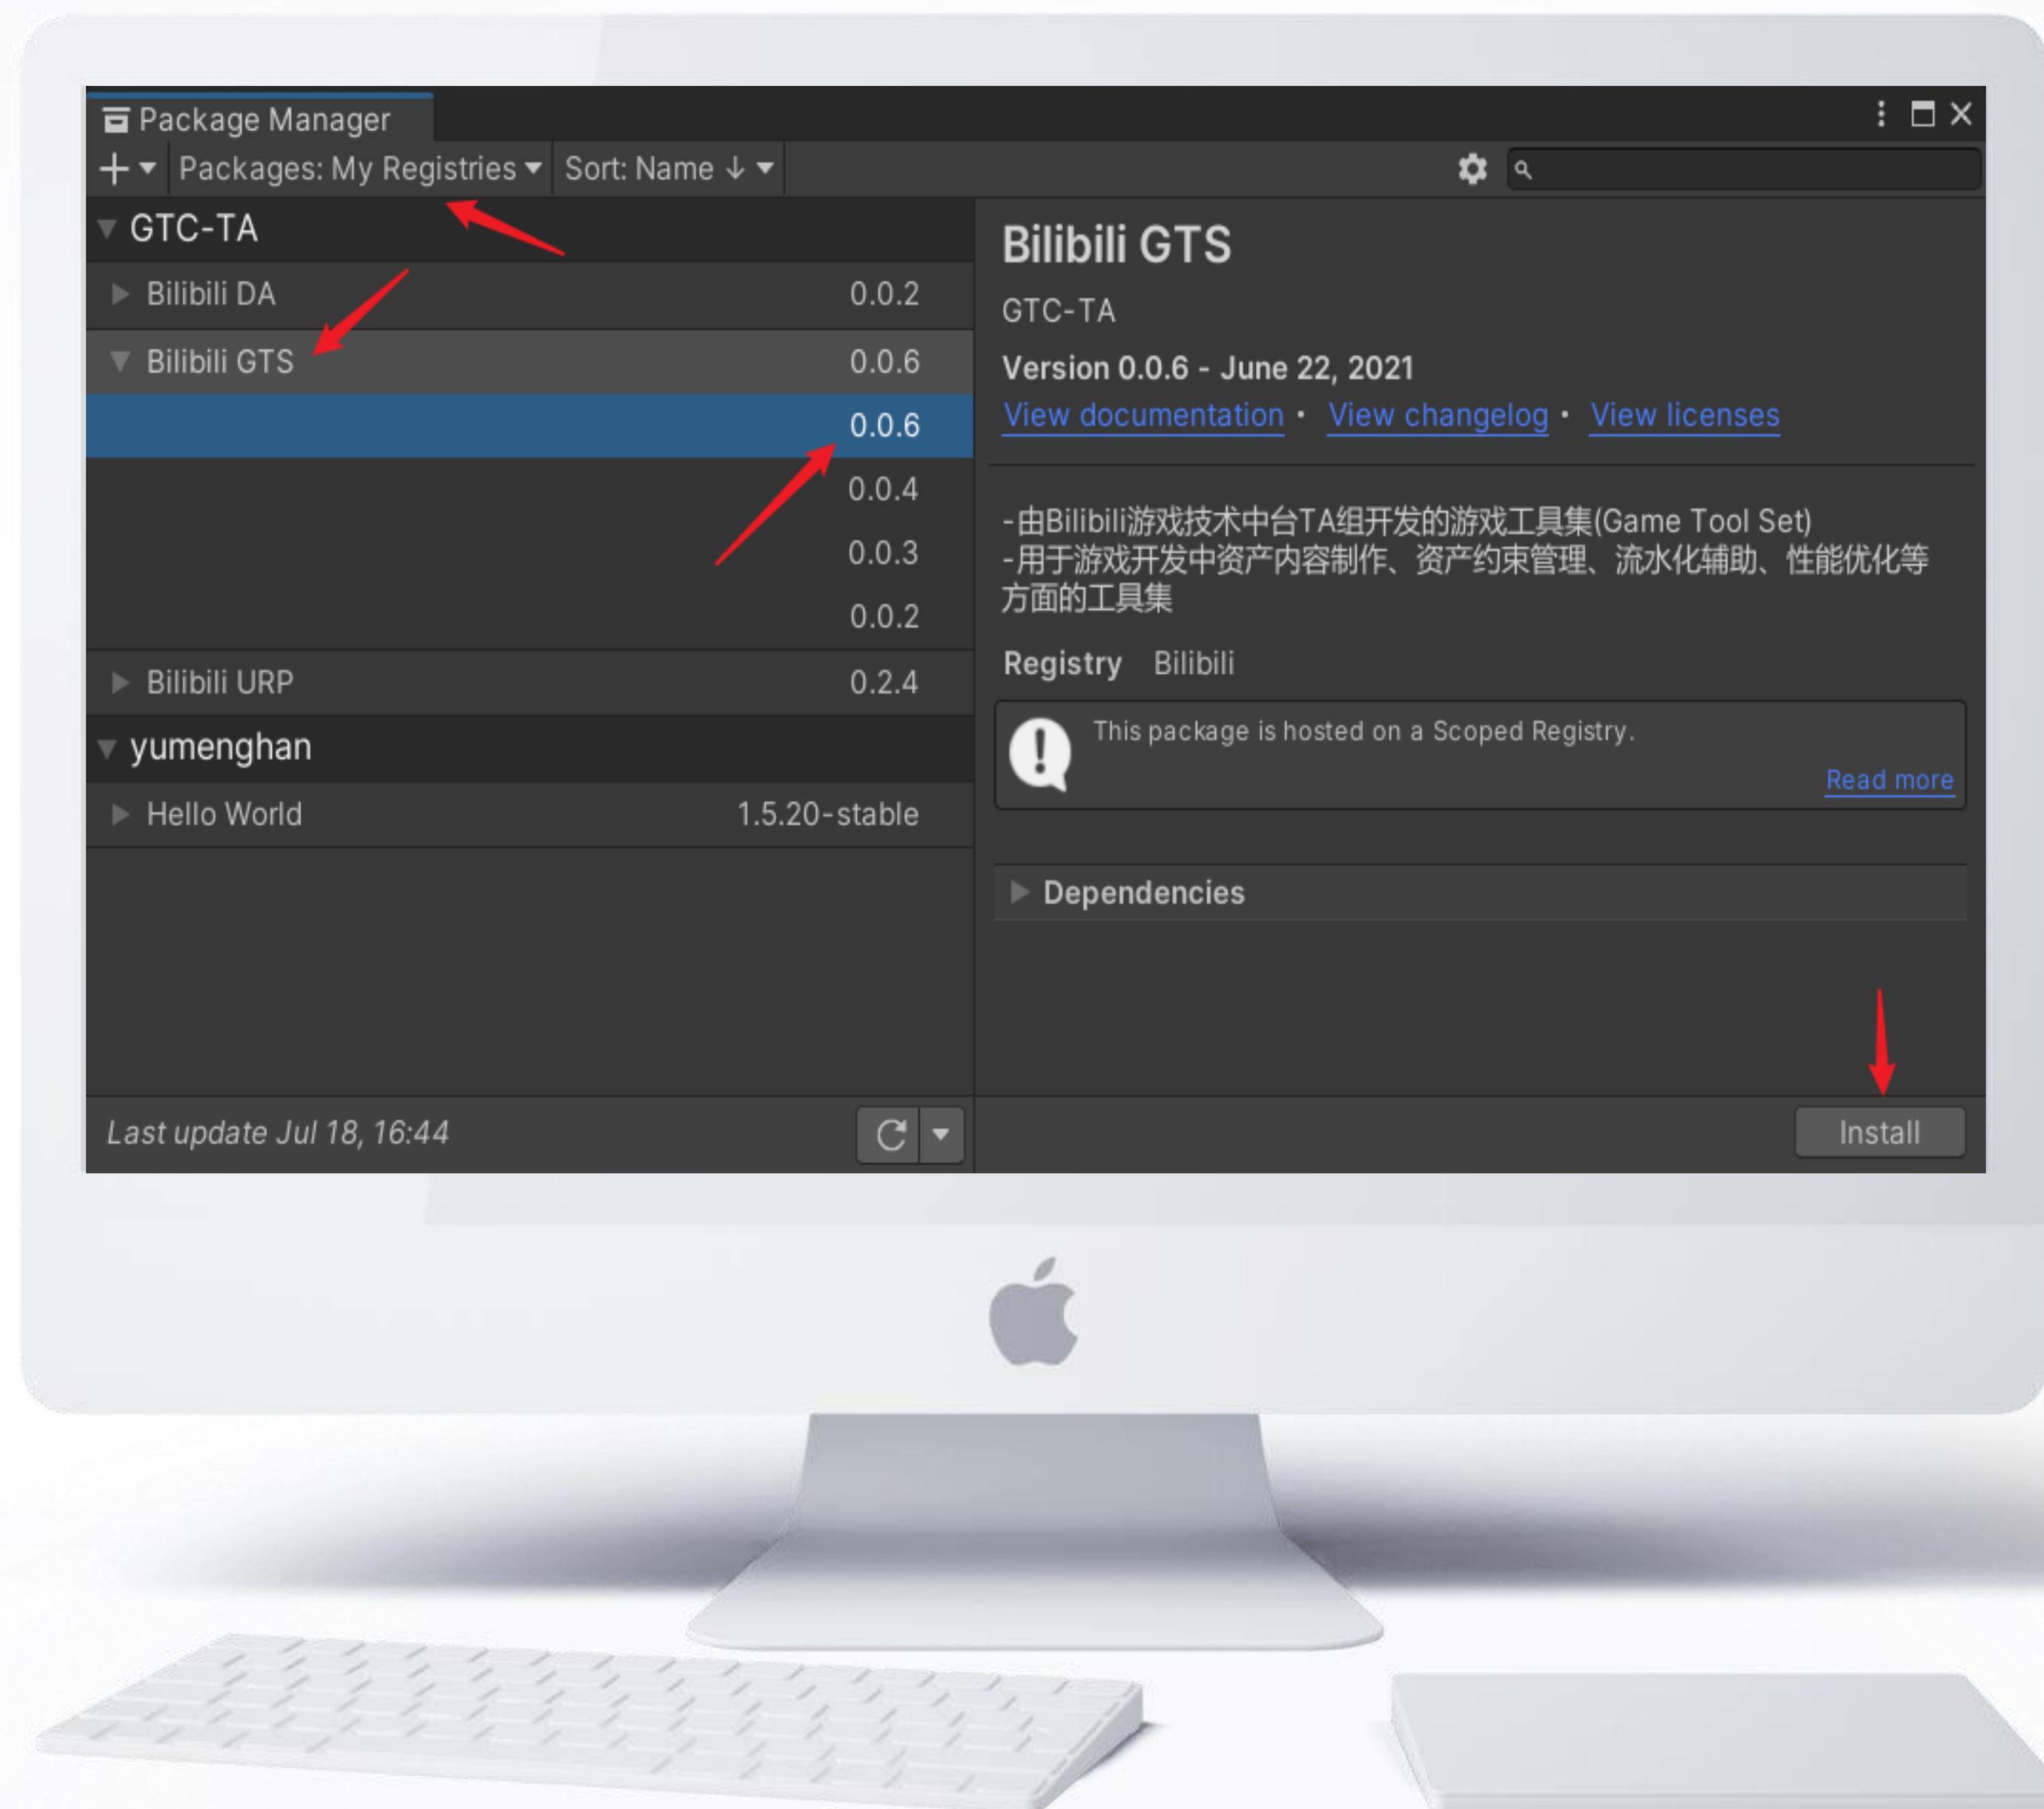 Package Manager
Packages: My Registries
Sort: Name ↓
GTC-TA
Bilibili DA 0.0.2
Bilibili GTS 0.0.6
0.0.6
0.0.4
0.0.3
0.0.2
Bilibili URP 0.2.4
yumenghan
Hello World 1.5.20-stable
Last update Jul 18, 16:44
Bilibili GTS
GTC-TA
Version 0.0.6 - June 22, 2021
View documentation • View changelog • View licenses
-由Bilibili游戏技术中台TA组开发的游戏工具集(Game Tool Set)
-用于游戏开发中资产内容制作、资产约束管理、流水化辅助、性能优化等
方面的工具集
Registry Bilibili
This package is hosted on a Scoped Registry.
Read more
Dependencies
Install